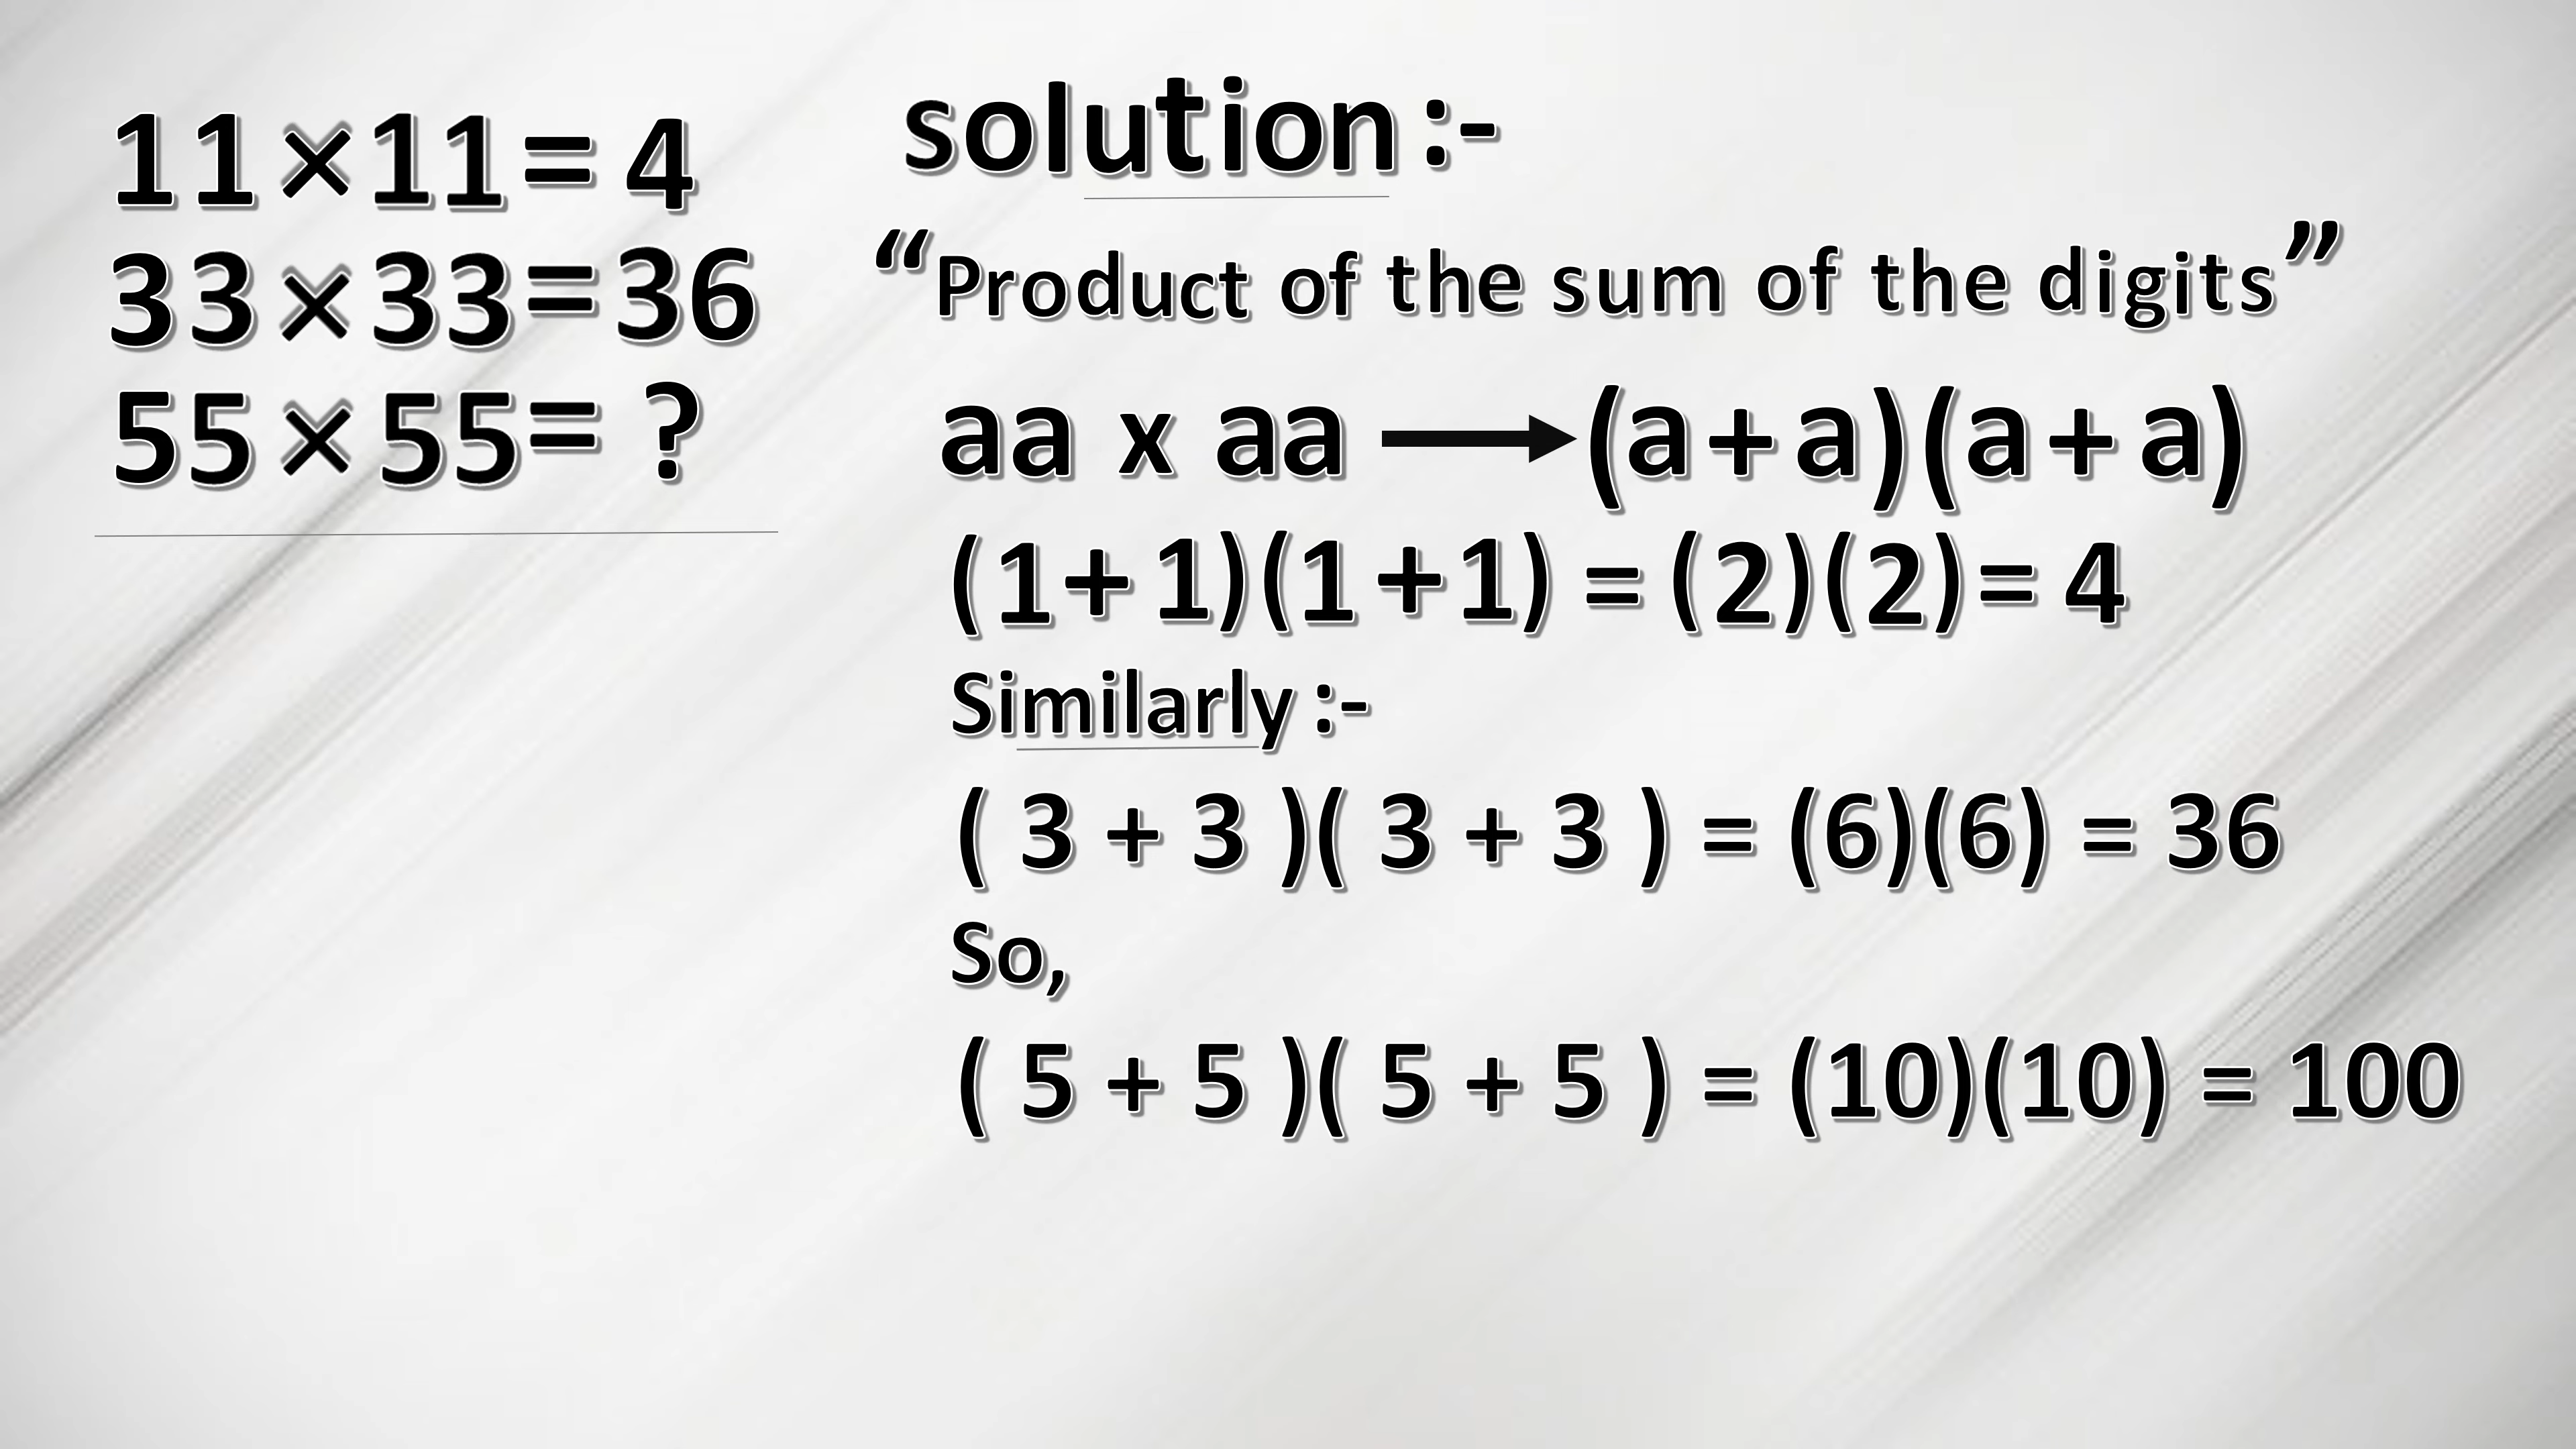 11×11=4
33×33=36
55×55=?
solution :-
“Product of the sum of the digits”
aa x aa ⟶ (a+a)(a+a)
(1+1)(1+1) = (2)(2)= 4
Similarly :-
( 3 + 3 )( 3 + 3 ) = (6)(6) = 36
So,
( 5 + 5 )( 5 + 5 ) = (10)(10) = 100